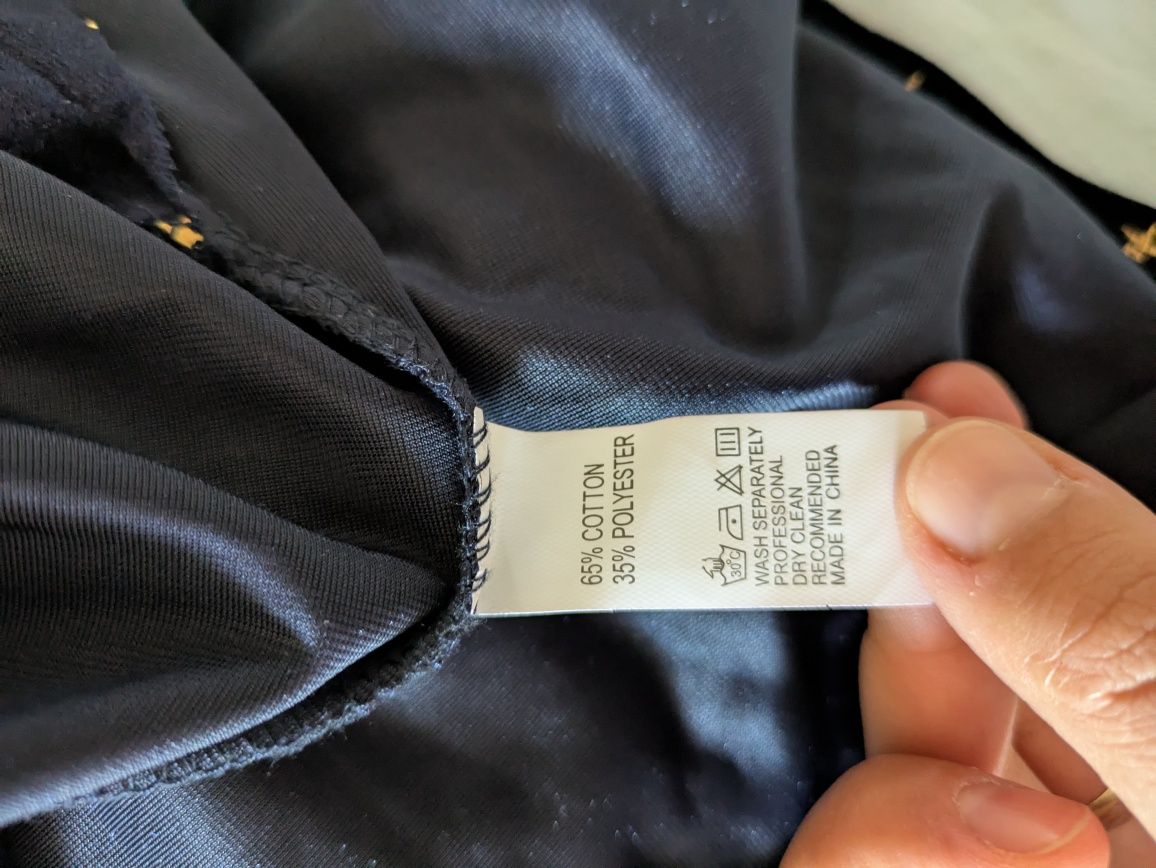 65% COTTON
35% POLYESTER
30°C
WASH SEPARATELY
PROFESSIONAL
DRY CLEAN
RECOMMENDED
MADE IN CHINA